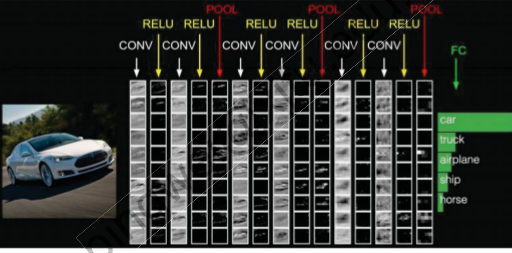 POOL POOL POOL
RELU RELU RELU RELU RELU RELU
CONV CONV CONV CONV CONV CONV
FC
car
truck
airplane
ship
horse